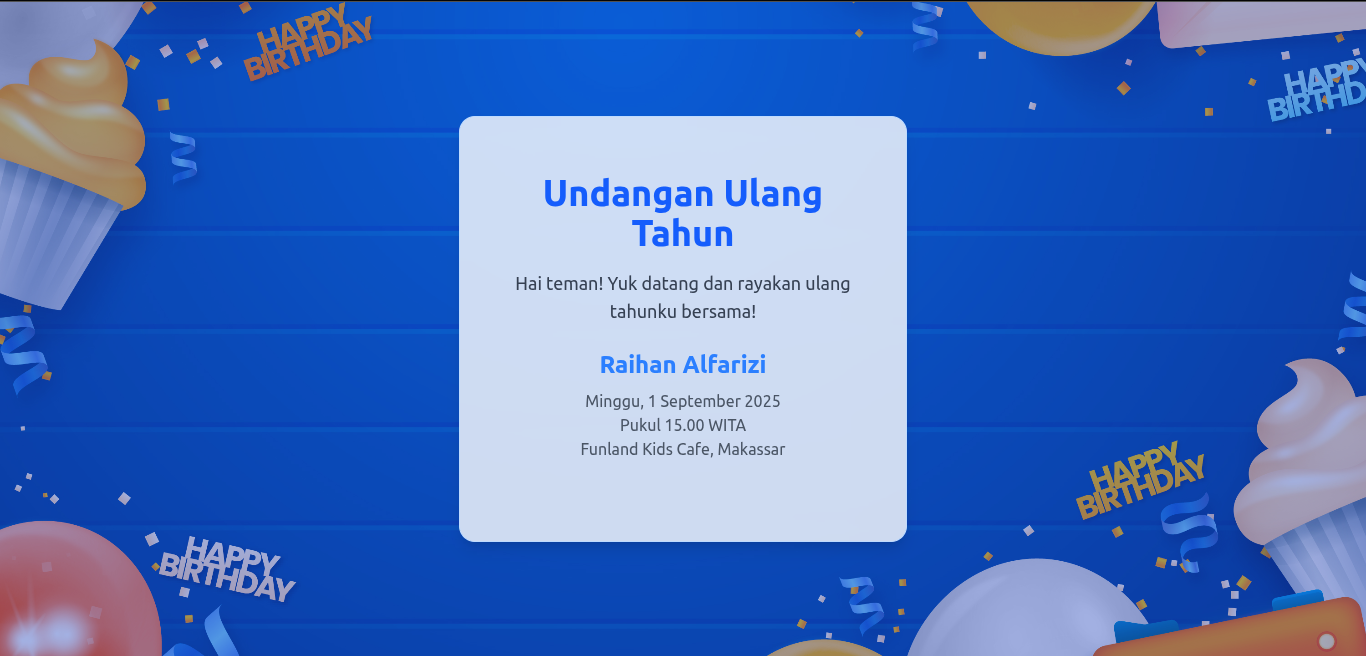 HAPPY
BIRTHDAY
HAPPY
BIRTHD
Undangan Ulang
Tahun
Hai teman! Yuk datang dan rayakan ulang
tahunku bersama!
Raihan Alfarizi
Minggu, 1 September 2025
Pukul 15.00 WITA
Funland Kids Cafe, Makassar
HAPPY
BIRTHDAY
HAPPY
BIRTHDAY